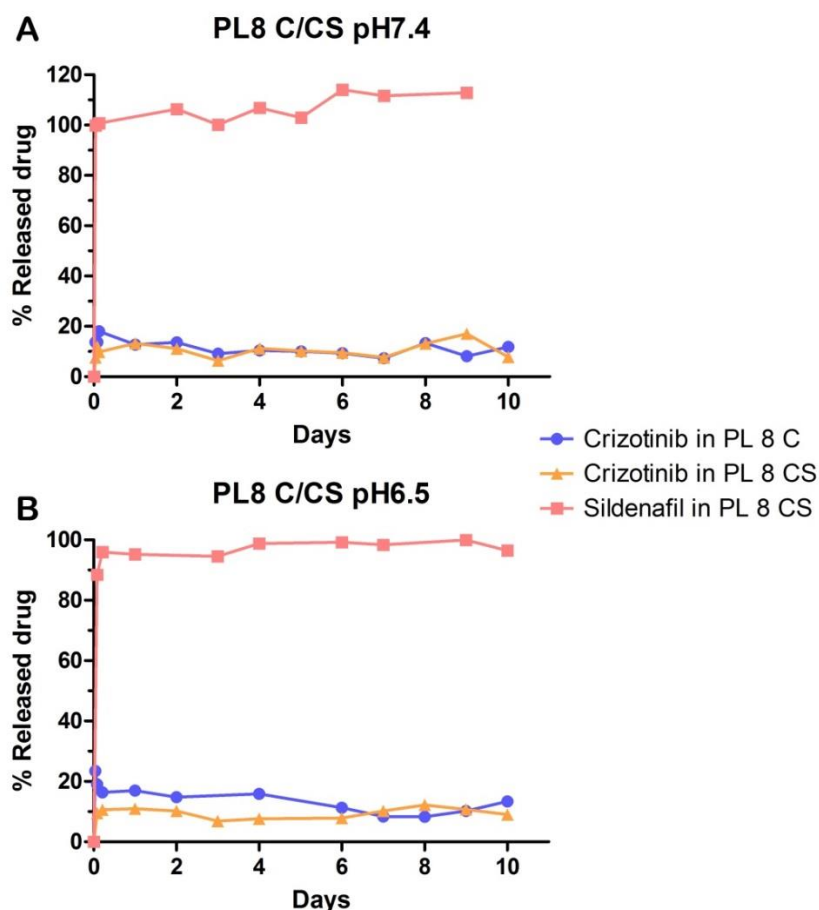 A
PL8 C/CS pH7.4
% Released drug
120
100
80
60
40
20
0
0 2 4 6 8 10
Days
Crizotinib in PL 8 C
Crizotinib in PL 8 CS
Sildenafil in PL 8 CS
B
PL8 C/CS pH6.5
% Released drug
100
80
60
40
20
0
0 2 4 6 8 10
Days